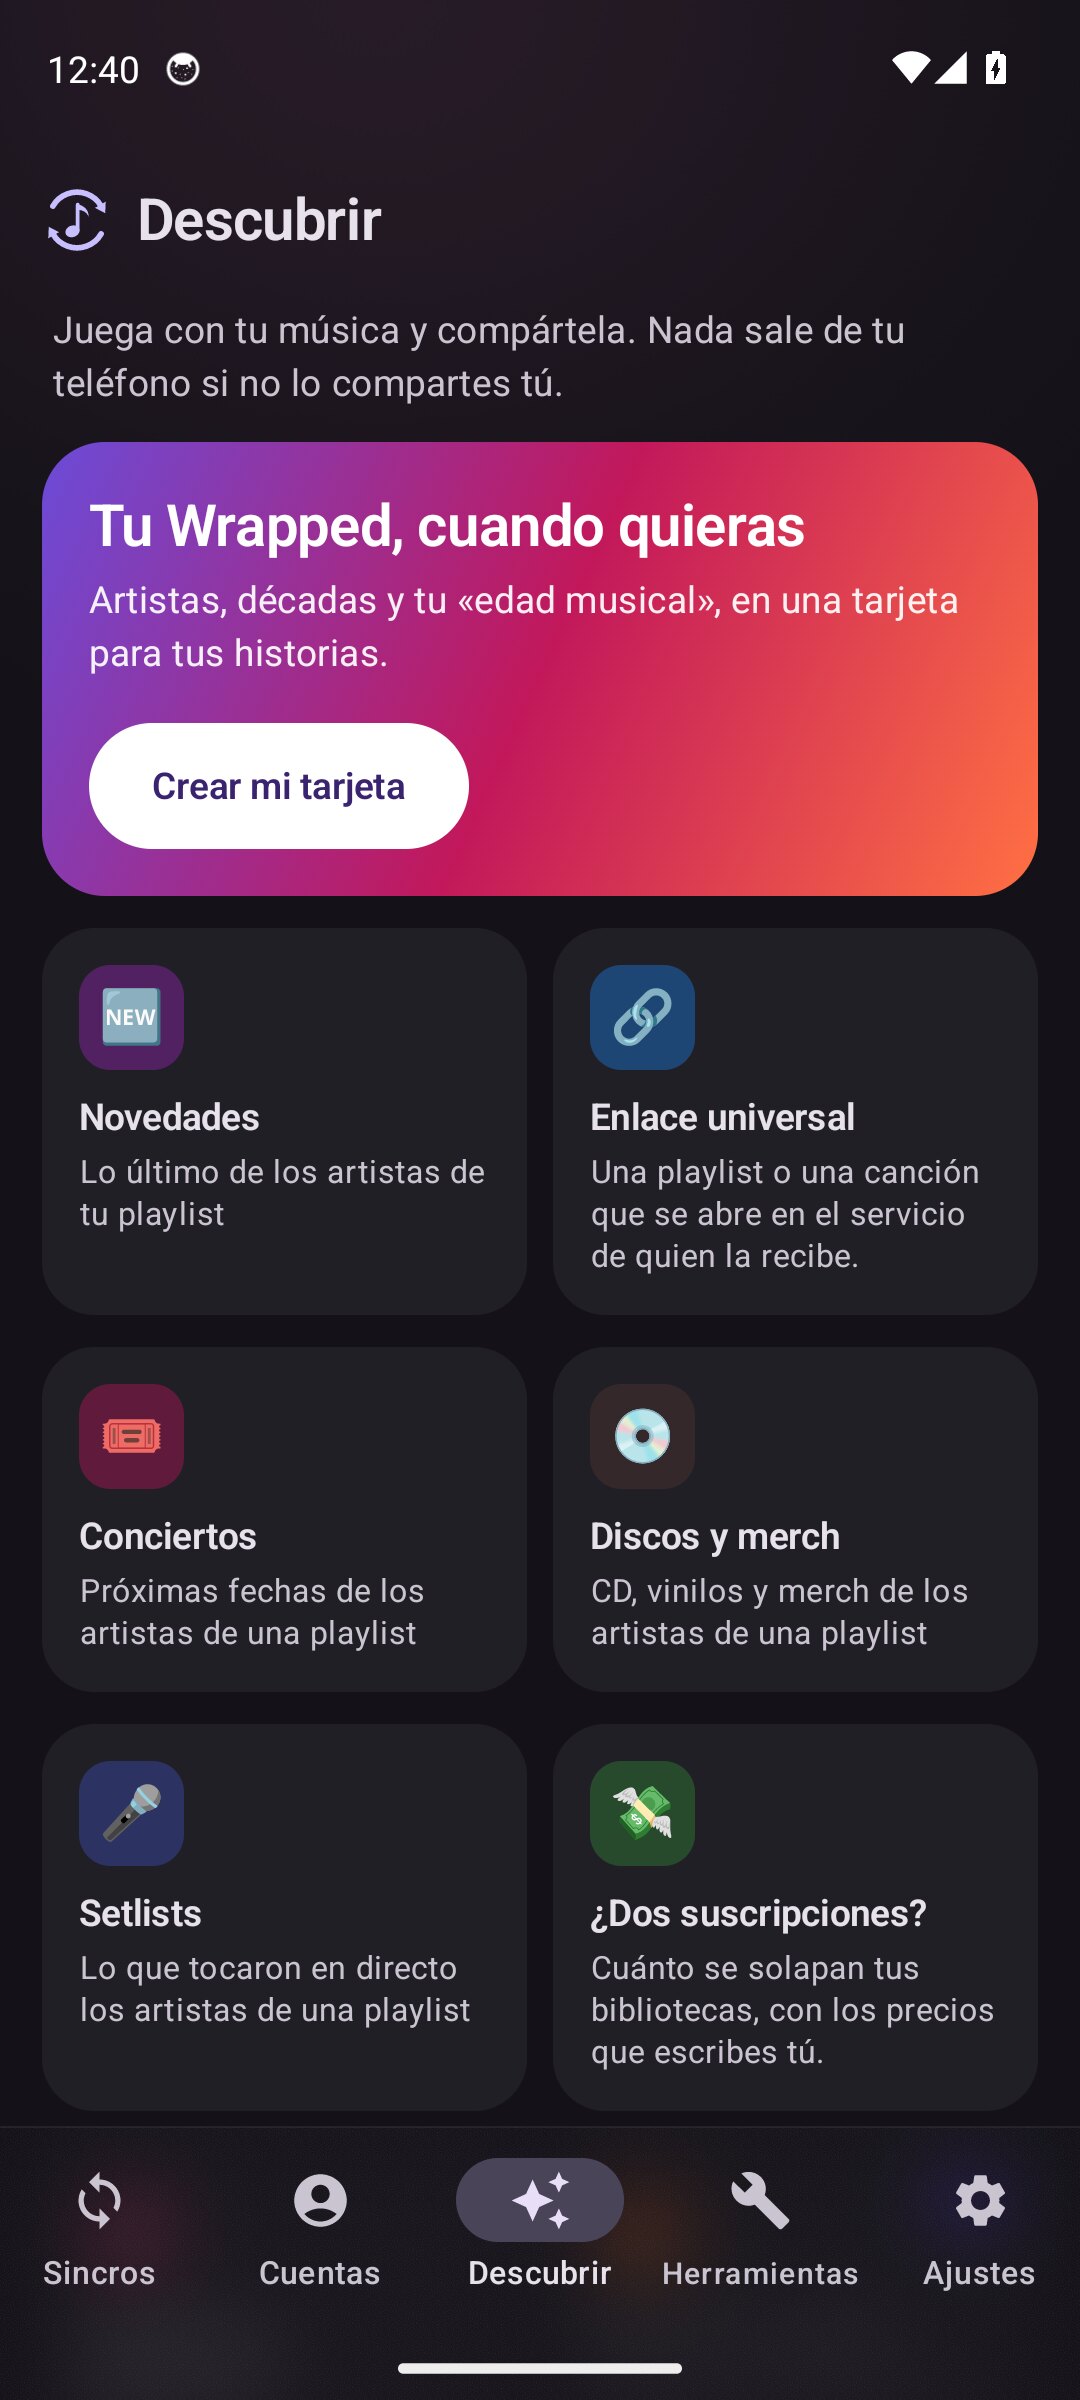 12:40
Descubrir
Juega con tu música y compártela. Nada sale de tu
teléfono si no lo compartes tú.
Tu Wrapped, cuando quieras
Artistas, décadas y tu «edad musical», en una tarjeta
para tus historias.
Crear mi tarjeta
NEW
Novedades
Lo último de los artistas de
tu playlist
Enlace universal
Una playlist o una canción
que se abre en el servicio
de quien la recibe.
Conciertos
Próximas fechas de los
artistas de una playlist
Discos y merch
CD, vinilos y merch de los
artistas de una playlist
Setlists
Lo que tocaron en directo
los artistas de una playlist
¿Dos suscripciones?
Cuánto se solapan tus
bibliotecas, con los precios
que escribes tú.
Sincros
Cuentas
Descubrir
Herramientas
Ajustes